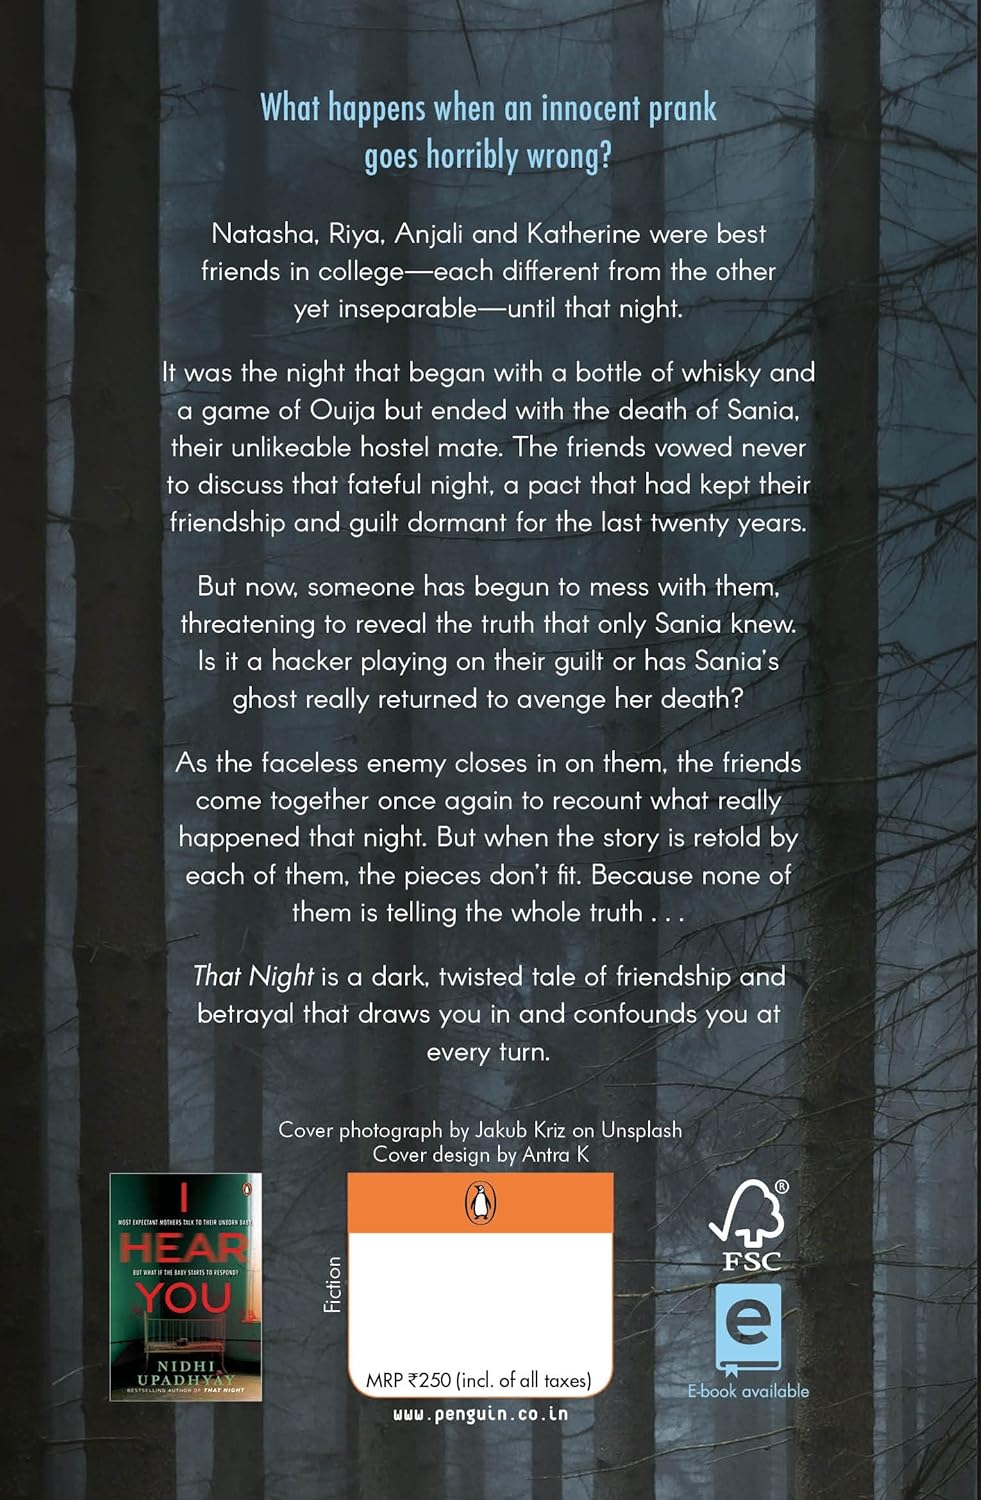 What happens when an innocent prank
goes horribly wrong?
Natasha, Riya, Anjali and Katherine were best
friends in college—each different from the other
yet inseparable—until that night.
It was the night that began with a bottle of whisky and
a game of Ouija but ended with the death of Sania,
their unlikeable hostel mate. The friends vowed never
to discuss that fateful night, a pact that had kept their
friendship and guilt dormant for the last twenty years.
But now, someone has begun to mess with them,
threatening to reveal the truth that only Sania knew.
Is it a hacker playing on their guilt or has Sania's
ghost really returned to avenge her death?
As the faceless enemy closes in on them, the friends
come together once again to recount what really
happened that night. But when the story is retold by
each of them, the pieces don't fit. Because none of
them is telling the whole truth . . .
That Night is a dark, twisted tale of friendship and
betrayal that draws you in and confounds you at
every turn.
Cover photograph by Jakub Kriz on Unsplash
Cover design by Antra K
I
MOST EXPECTANT MOTHERS TALK TO THEIR UNBORN BABY.
HEAR
BUT WHAT IF THE BABY STARTS TO RESPOND?
YOU
NIDHI
UPADHYAY
BESTSELLING AUTHOR OF THAT NIGHT
Fiction
MRP ₹250 (incl. of all taxes)
www.penguin.co.in
®
FSC
e
E-book available